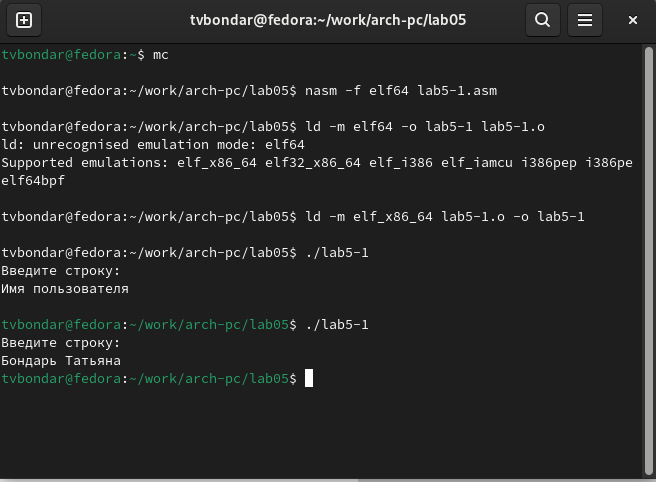 tvbondar@fedora:~/work/arch-pc/lab05
tvbondar@fedora:~$ mc
tvbondar@fedora:~/work/arch-pc/lab05$ nasm -f elf64 lab5-1.asm
tvbondar@fedora:~/work/arch-pc/lab05$ ld -m elf64 -o lab5-1 lab5-1.o
ld: unrecognised emulation mode: elf64
Supported emulations: elf_x86_64 elf32_x86_64 elf_i386 elf_iamcu i386pep i386pe
elf64bpf
tvbondar@fedora:~/work/arch-pc/lab05$ ld -m elf_x86_64 lab5-1.o -o lab5-1
tvbondar@fedora:~/work/arch-pc/lab05$ ./lab5-1
Введите строку:
Имя пользователя
tvbondar@fedora:~/work/arch-pc/lab05$ ./lab5-1
Введите строку:
Бондарь Татьяна
tvbondar@fedora:~/work/arch-pc/lab05$